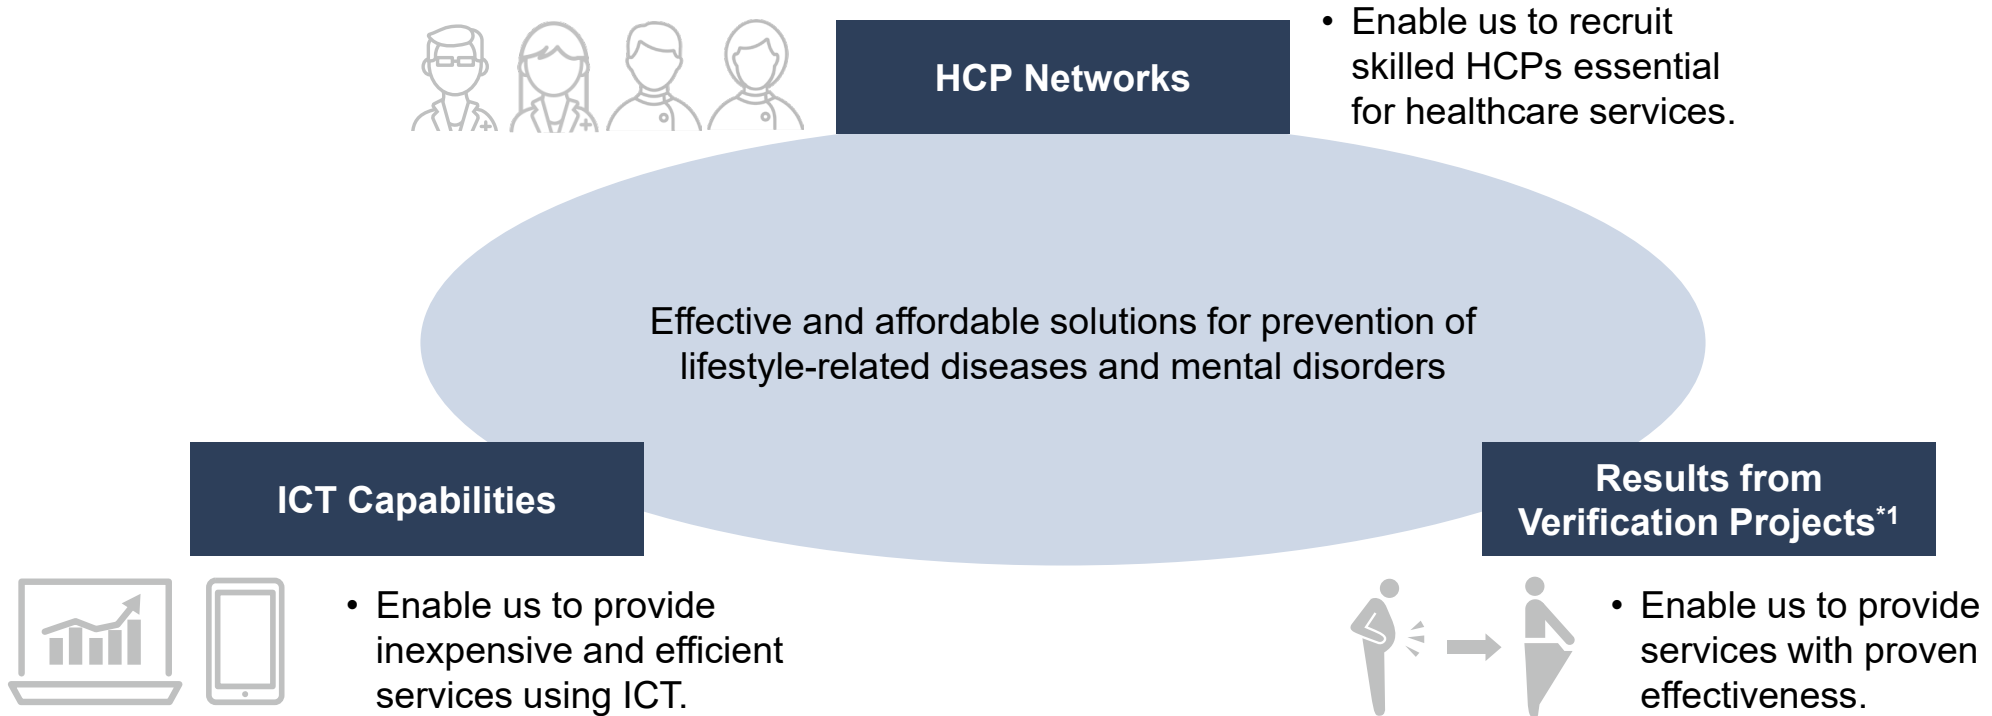 HCP Networks
• Enable us to recruit
skilled HCPs essential
for healthcare services.
Effective and affordable solutions for prevention of
lifestyle-related diseases and mental disorders
ICT Capabilities
• Enable us to provide
inexpensive and efficient
services using ICT.
Results from
Verification Projects*1
• Enable us to provide
services with proven
effectiveness.